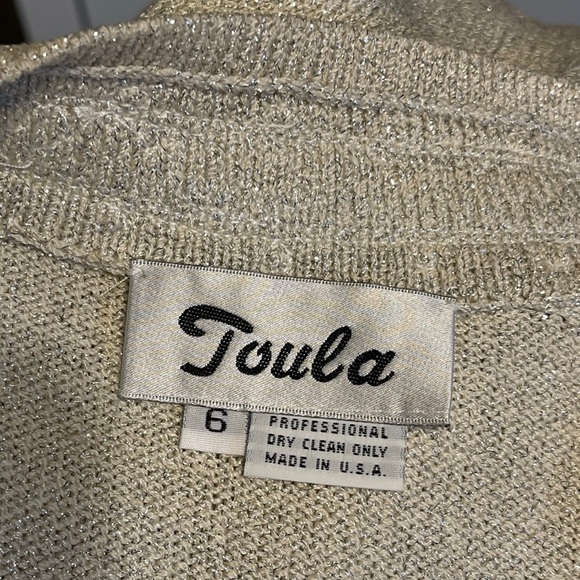 Toula
6
PROFESSIONAL
DRY CLEAN ONLY
MADE IN U.S.A.